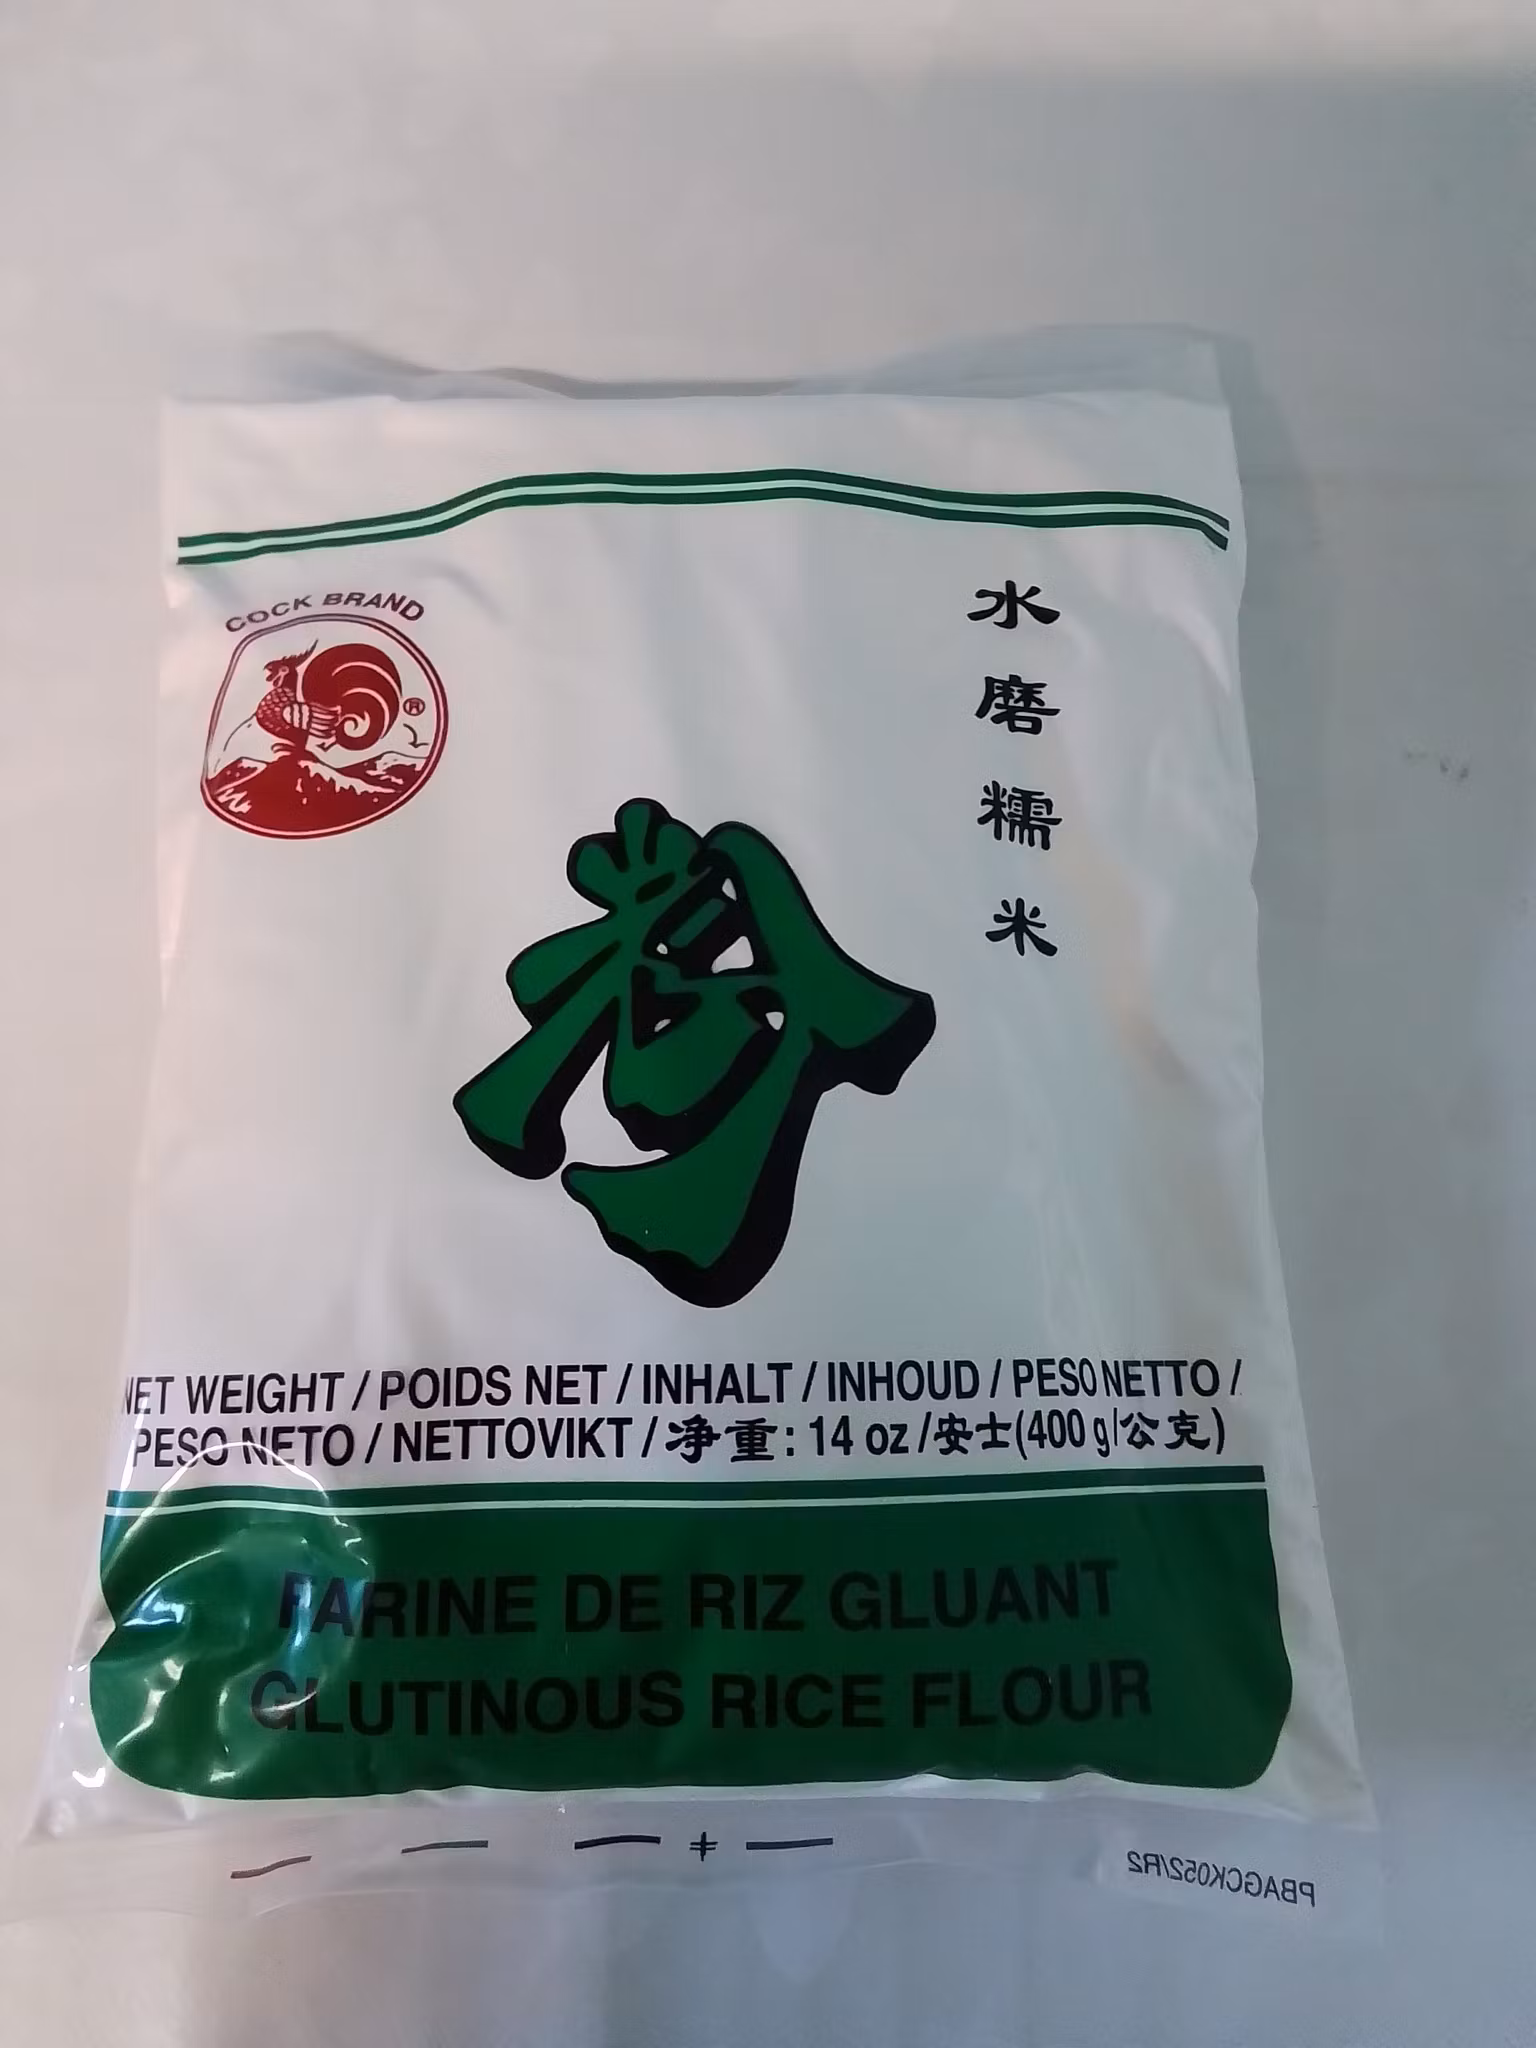 COCK BRAND
®
水
磨
糯
米
粉
NET WEIGHT / POIDS NET / INHALT / INHOUD / PESO NETTO /
PESO NETO / NETTOVIKT / 净重: 14 oz /安士(400 g/公克)
FARINE DE RIZ GLUANT
GLUTINOUS RICE FLOUR
PBAGCK052/R2